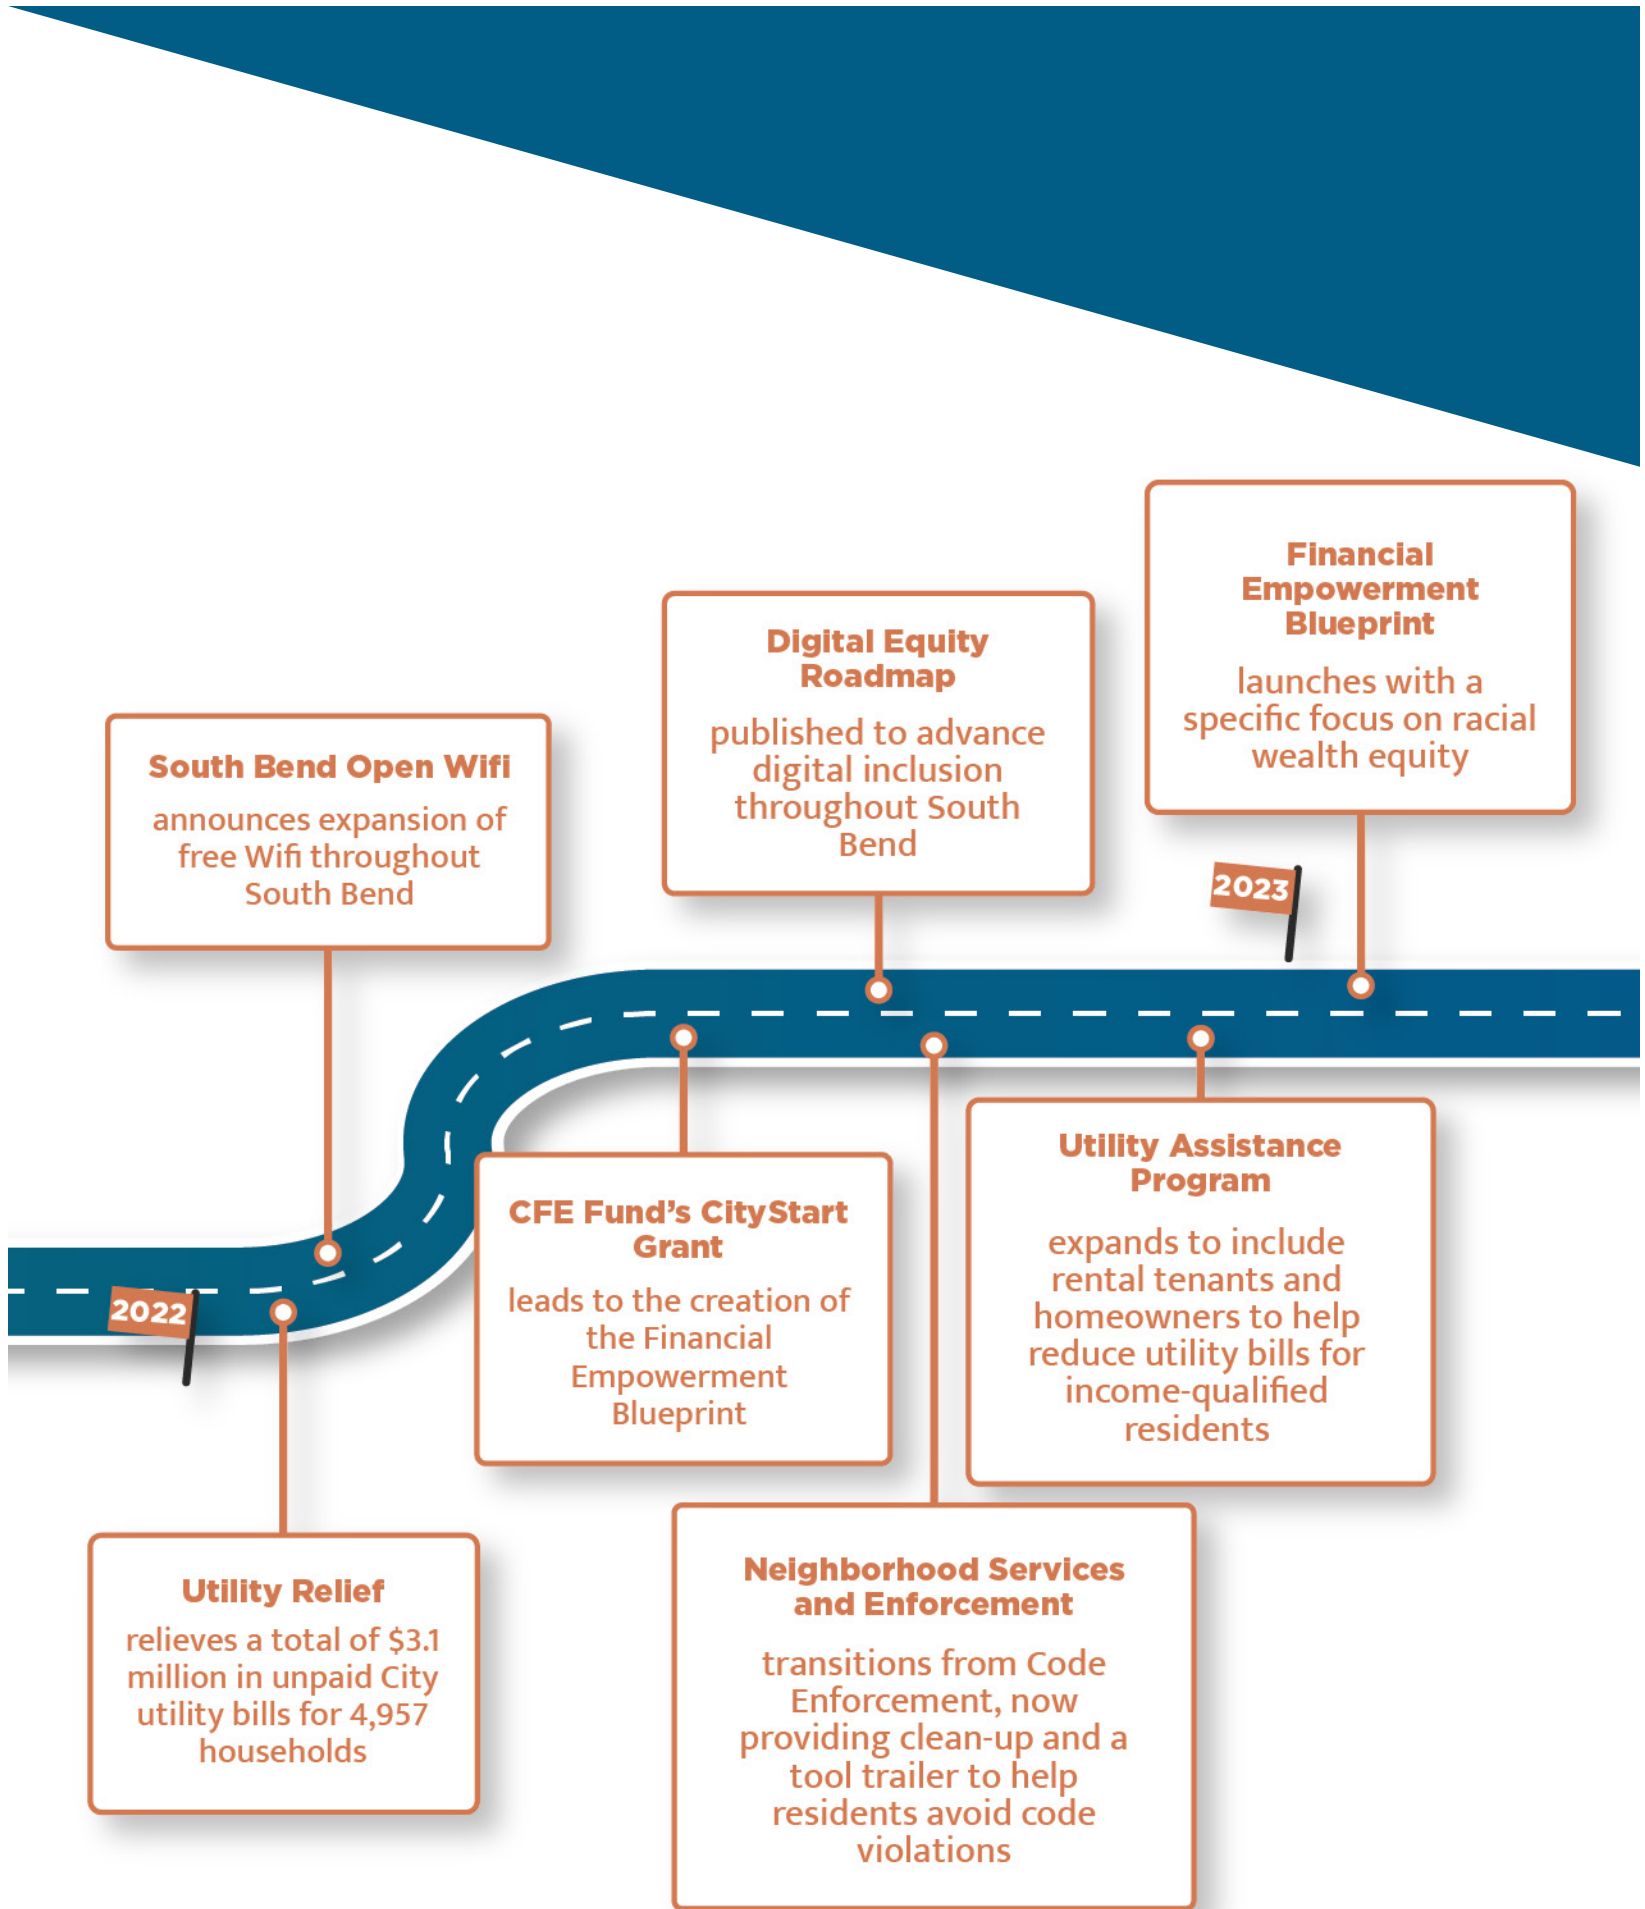 Financial
Empowerment
Blueprint
launches with a
specific focus on racial
wealth equity
Digital Equity
Roadmap
published to advance
digital inclusion
throughout South
Bend
South Bend Open Wifi
announces expansion of
free Wifi throughout
South Bend
2023
2022
CFE Fund's CityStart
Grant
leads to the creation of
the Financial
Empowerment
Blueprint
Utility Assistance
Program
expands to include
rental tenants and
homeowners to help
reduce utility bills for
income-qualified
residents
Utility Relief
relieves a total of $3.1
million in unpaid City
utility bills for 4,957
households
Neighborhood Services
and Enforcement
transitions from Code
Enforcement, now
providing clean-up and a
tool trailer to help
residents avoid code
violations